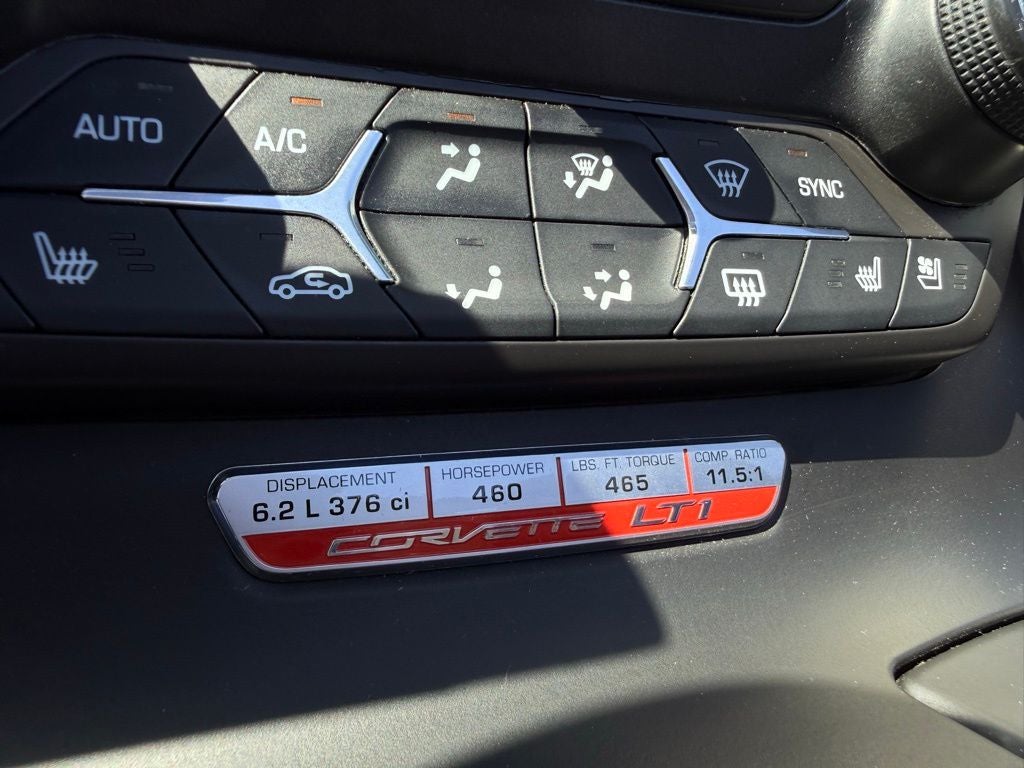 AUTO
A/C
SYNC
DISPLACEMENT
6.2 L 376 ci
HORSEPOWER
460
LBS. FT. TORQUE
465
COMP. RATIO
11.5:1
CORVETTE LT1